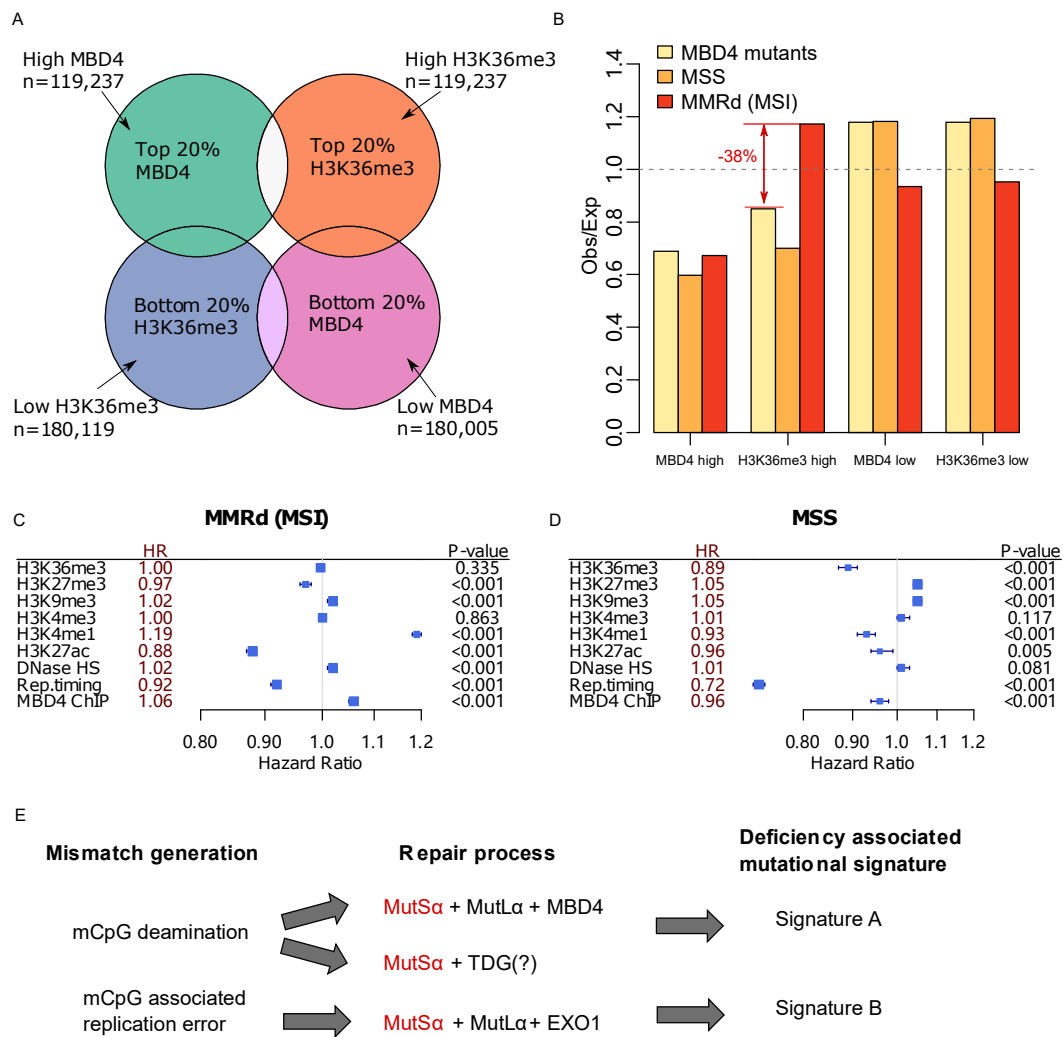 A
High MBD4
n=119,237
High H3K36me3
n=119,237
Top 20%
MBD4
Top 20%
H3K36me3
Bottom 20%
H3K36me3
Bottom 20%
MBD4
Low H3K36me3
n=180,119
Low MBD4
n=180,005
B
MBD4 mutants
MSS
MMRd (MSI)
-38%
Obs/Exp
1.4
1.2
1.0
0.8
0.6
0.4
0.2
0.0
MBD4 high H3K36me3 high MBD4 low H3K36me3 low
C
MMRd (MSI)
HR P-value
H3K36me3 1.00 0.335
H3K27me3 0.97 <0.001
H3K9me3 1.02 <0.001
H3K4me3 1.00 0.863
H3K4me1 1.19 <0.001
H3K27ac 0.88 <0.001
DNase HS 1.02 <0.001
Rep.timing 0.92 <0.001
MBD4 ChIP 1.06 <0.001
0.80 0.90 1.0 1.1 1.2
Hazard Ratio
D
MSS
HR P-value
H3K36me3 0.89 <0.001
H3K27me3 1.05 <0.001
H3K9me3 1.05 <0.001
H3K4me3 1.01 0.117
H3K4me1 0.93 <0.001
H3K27ac 0.96 0.005
DNase HS 1.01 0.081
Rep.timing 0.72 <0.001
MBD4 ChIP 0.96 <0.001
0.80 0.90 1.0 1.1 1.2
Hazard Ratio
E
Mismatch generation
Repair process
Deficiency associated
mutational signature
mCpG deamination
MutSα + MutLα + MBD4
MutSα + TDG(?)
Signature A
mCpG associated
replication error
MutSα + MutLα + EXO1
Signature B